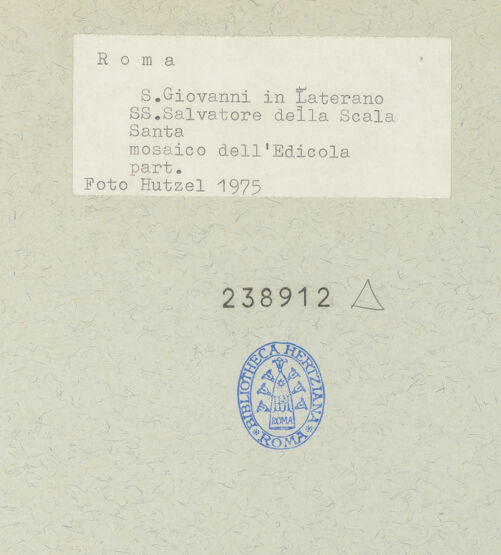 R o m a
S.Giovanni in Laterano
SS.Salvatore della Scala
Santa
mosaico dell'Edicola
part.
Foto Hutzel 1975
238912
BIBLIOTHECA HERTZIANA
ROMA
* ROMA *